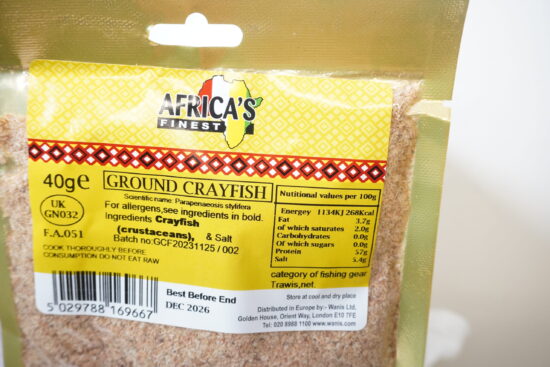 AFRICA'S
FINEST
40g℮
GROUND CRAYFISH
Scientific name: Parapenaeosis stylifera
For allergens,see ingredients in bold.
Ingredients Crayfish
(crustaceans), & Salt
Batch no:GCF20231125 / 002
UK
GN032
F.A.051
COOK THOROUGHLY BEFORE
CONSUMPTION DO NOT EAT RAW
5 029788 169667
Best Before End
DEC 2026
Nutritional values per 100g
Energey 1134KJ 268Kcal
Fat 3.7g
of which saturates 2.0g
Carbohydrates 0.0g
Of which sugars 0.0g
Protein 57g
Salt 5.4g
category of fishing gear
Trawis,net.
Store at cool and dry place
Distributed in Europe by:- Wanis Ltd,
Golden House, Orient Way, London E10 7FE
Tel: 020 8988 1100 www.wanis.com